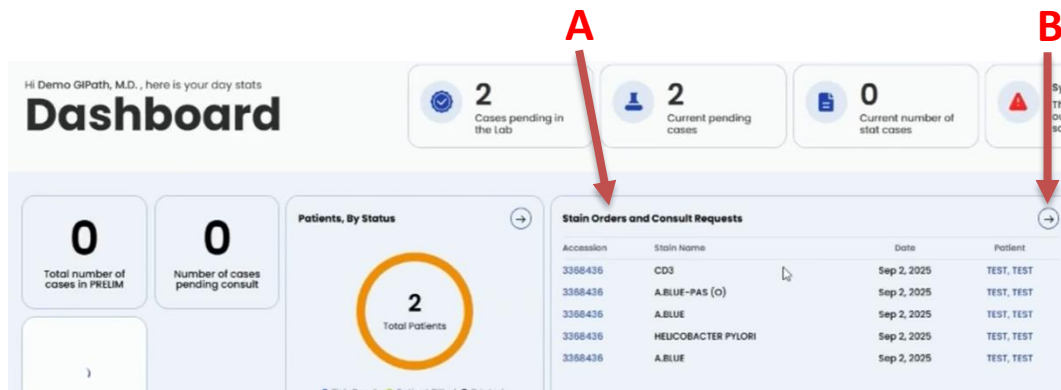 A
B
Hi Demo GIPath, M.D. , here is your day stats
Dashboard
2
Cases pending in
the Lab
2
Current pending
cases
0
Current number of
stat cases
0
Total number of
cases in PRELIM
0
Number of cases
pending consult
Patients, By Status
2
Total Patients
Stain Orders and Consult Requests
Accession Stain Name Date Patient
3368436 CD3 Sep 2, 2025 TEST, TEST
3368436 A.BLUE-PAS (O) Sep 2, 2025 TEST, TEST
3368436 A.BLUE Sep 2, 2025 TEST, TEST
3368436 HELICOBACTER PYLORI Sep 2, 2025 TEST, TEST
3368436 A.BLUE Sep 2, 2025 TEST, TEST